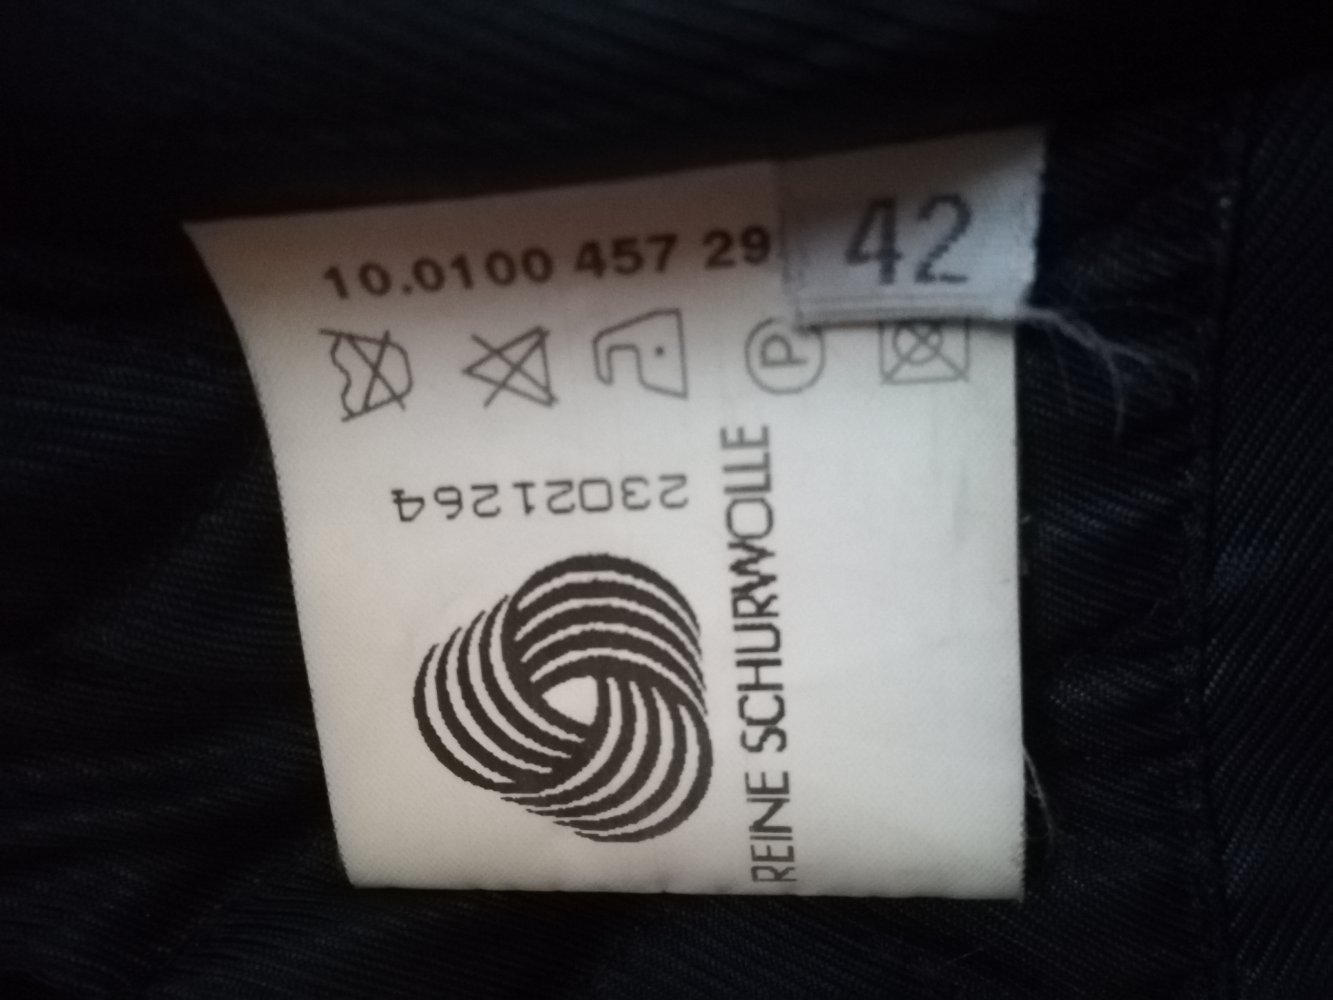 10.0100 457 29
42
P
23021264
REINE SCHURWOLLE